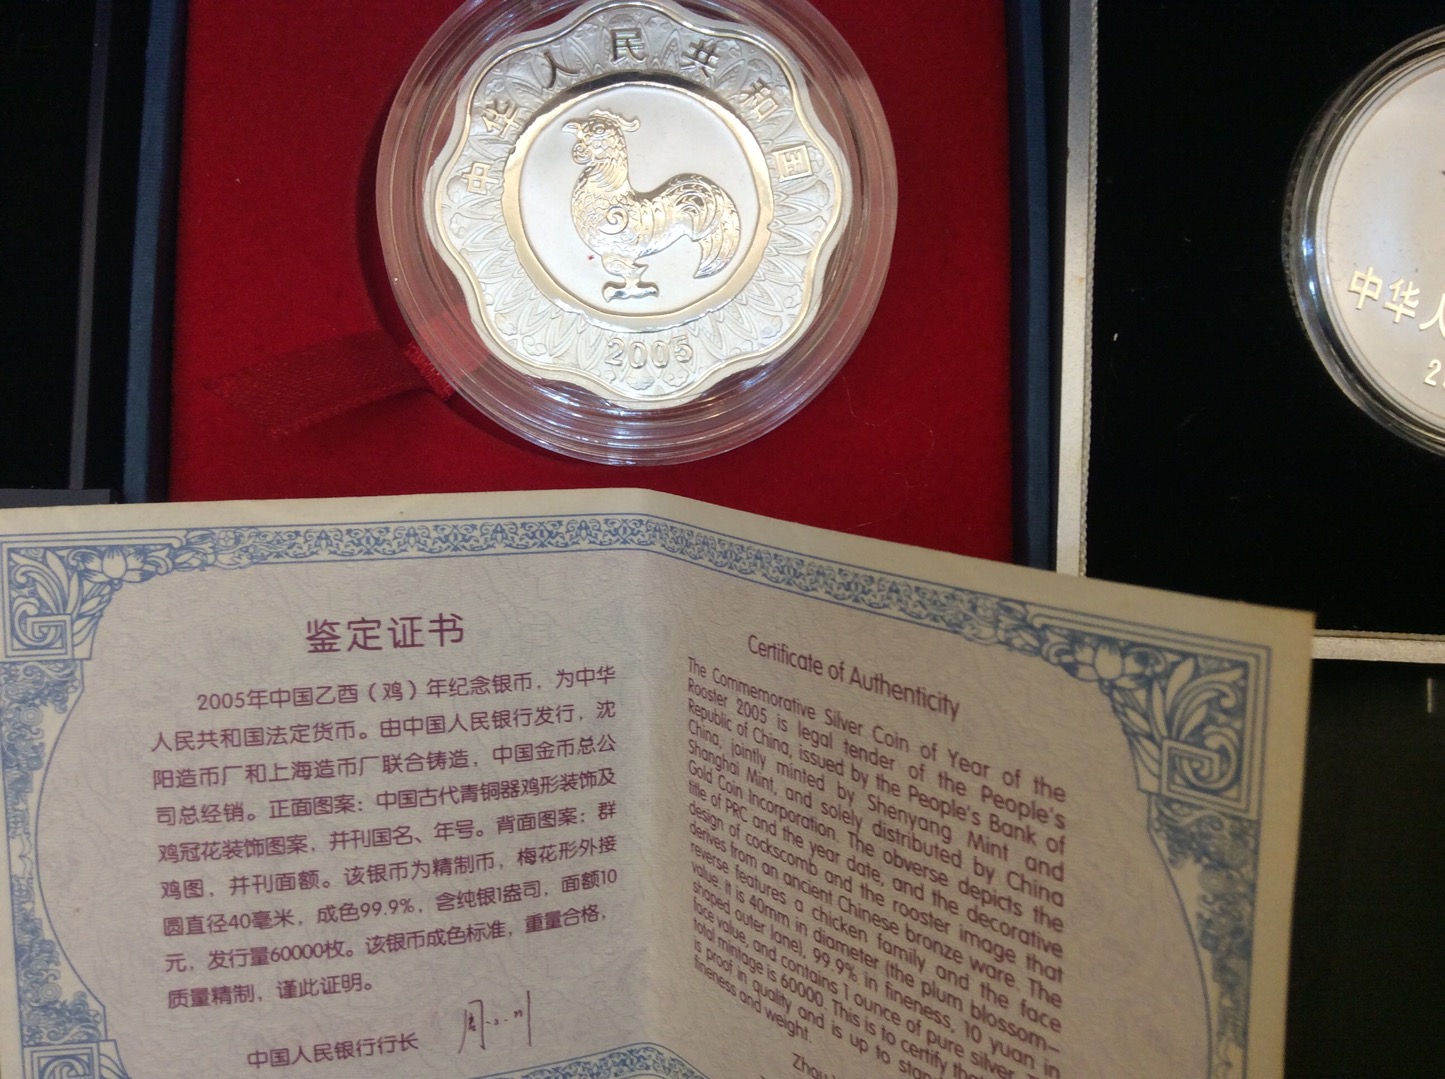 中华人民共和国
2005
中华人
2
鉴定证书
2005年中国乙酉（鸡）年纪念银币，为中华
人民共和国法定货币。由中国人民银行发行，沈
阳造币厂和上海造币厂联合铸造，中国金币总公
司总经销。正面图案：中国古代青铜器鸡形装饰及
鸡冠花装饰图案，并刊国名、年号。背面图案：群
鸡图，并刊面额。该银币为精制币，梅花形外接
圆直径40毫米，成色99.9%，含纯银1盎司，面额10
元，发行量60000枚。该银币成色标准，重量合格，
质量精制，谨此证明。
中国人民银行行长
Certificate of Authenticity
The Commemorative Silver Coin of Year of the
Rooster 2005 is legal tender of the People's
Republic of China, issued by the People's Bank of
China, jointly minted by Shenyang Mint and
Shanghai Mint, and solely distributed by China
Gold Coin Incorporation. The obverse depicts the
title of PRC and the year date, and the decorative
design of cockscomb and the rooster image that
derives from an ancient Chinese bronze ware. The
reverse features a chicken family and the face
value. It is 40mm in diameter (the plum blossom-
shaped outer lane), 99.9% in fineness, 10 yuan in
face value, and contains 1 ounce of pure silver.
total mintage is 60000. This is to certify that
is proof in quality and is up to
fineness and weight.
Zhou